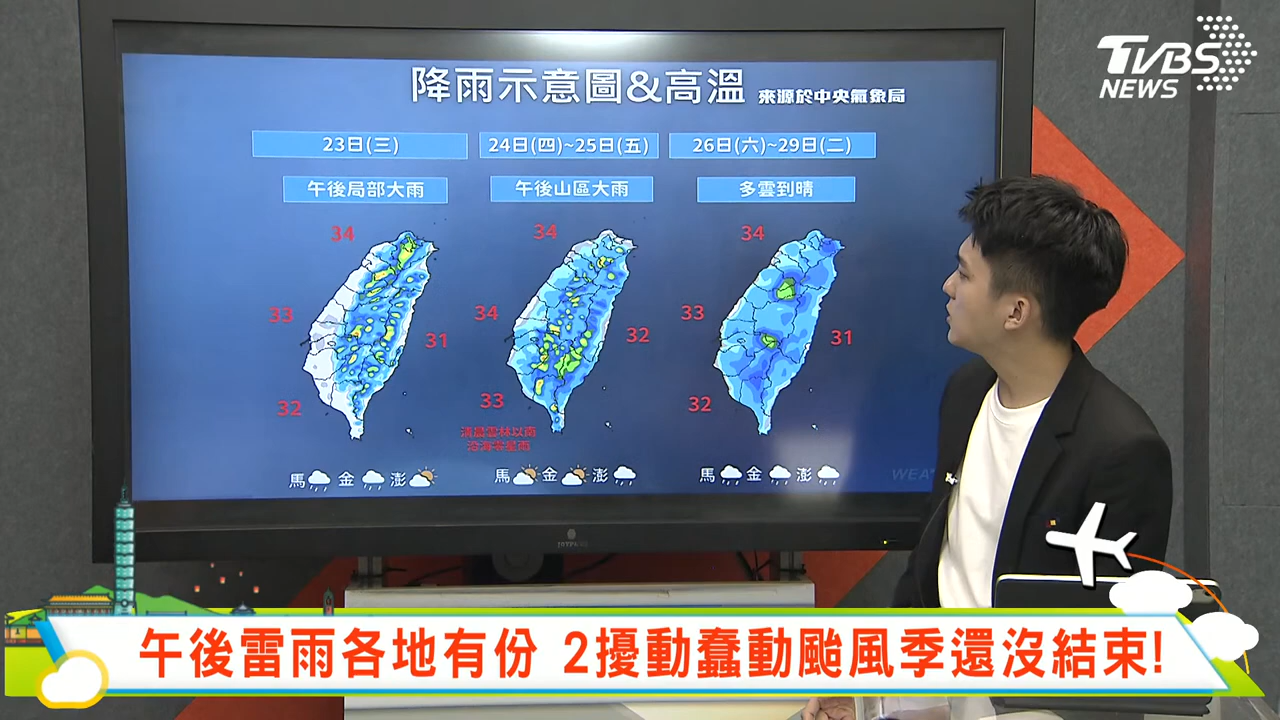 TVBS
NEWS
降雨示意圖&高溫 來源於中央氣象局
23日(三) 24日(四)~25日(五) 26日(六)~29日(二)
午後局部大雨 午後山區大雨 多雲到晴
34 34 34
33 34 33
31 32 31
32 33 32
清晨雲林以南
沿海零星雨
馬 金 澎 馬 金 澎 馬 金 澎
午後雷雨各地有份 2擾動蠢動颱風季還沒結束!